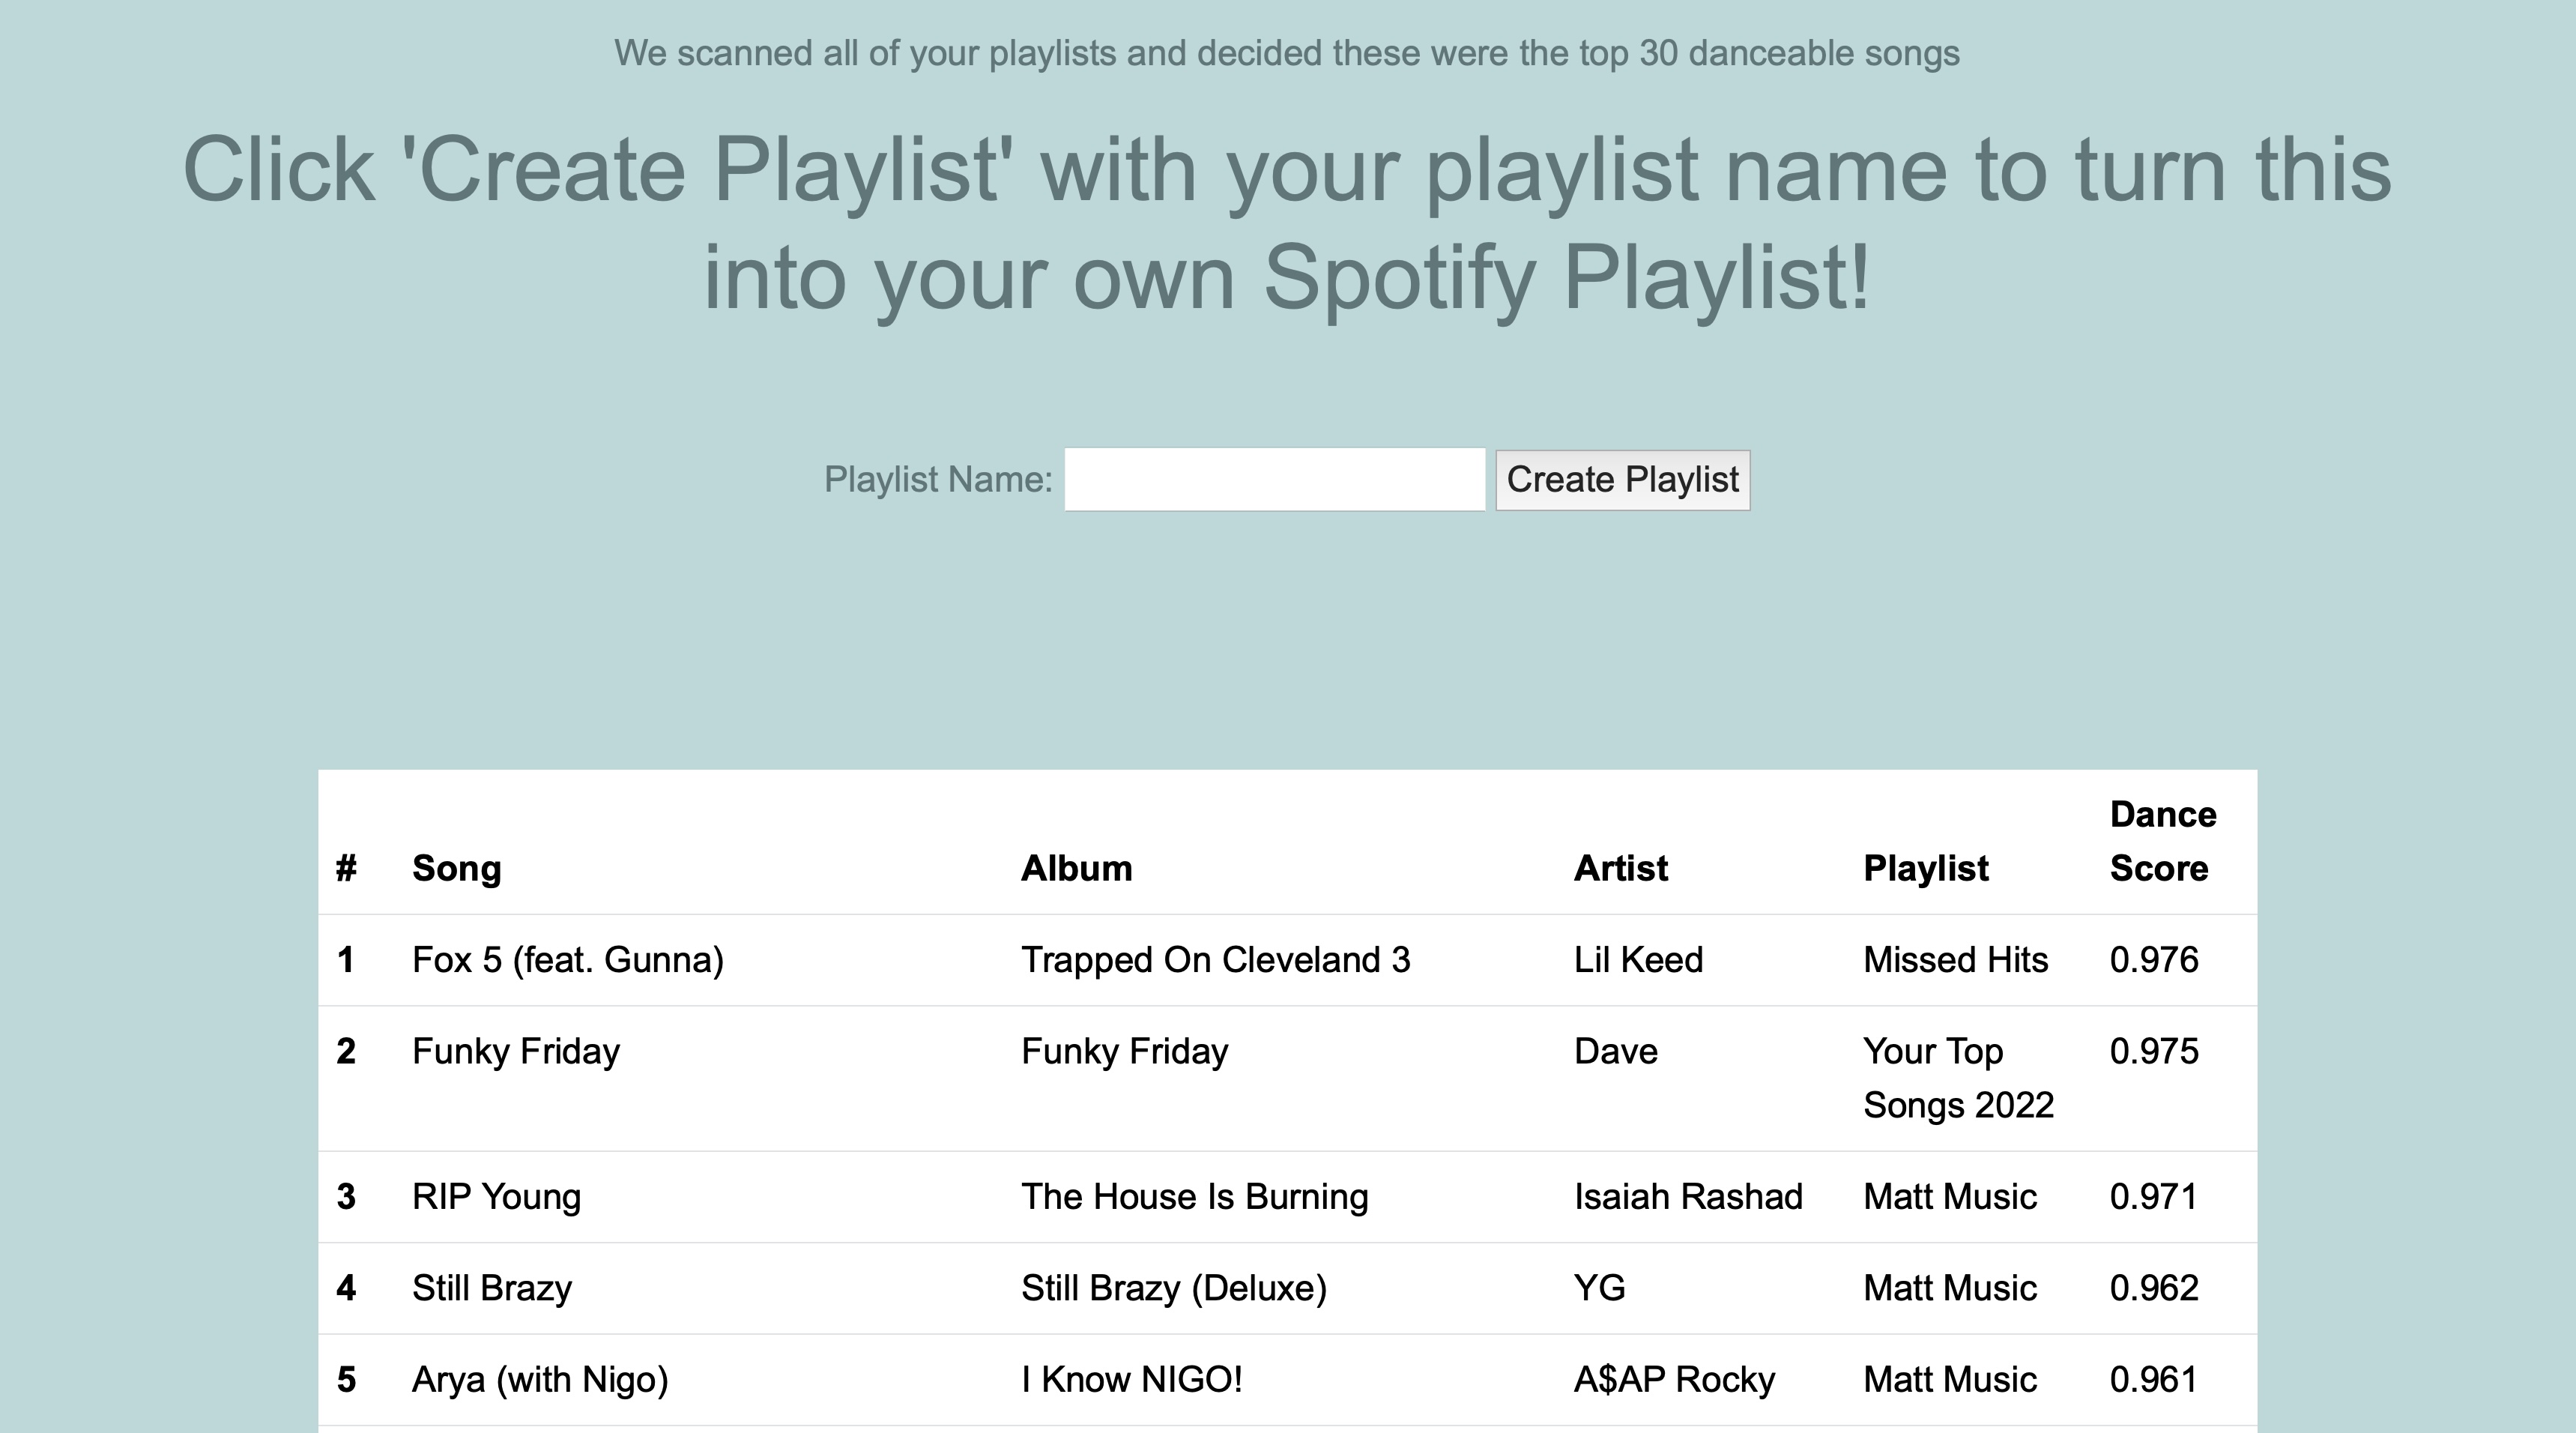 We scanned all of your playlists and decided these were the top 30 danceable songs
Click 'Create Playlist' with your playlist name to turn this
into your own Spotify Playlist!
Playlist Name: Create Playlist
# Song Album Artist Playlist Dance Score
1 Fox 5 (feat. Gunna) Trapped On Cleveland 3 Lil Keed Missed Hits 0.976
2 Funky Friday Funky Friday Dave Your Top Songs 2022 0.975
3 RIP Young The House Is Burning Isaiah Rashad Matt Music 0.971
4 Still Brazy Still Brazy (Deluxe) YG Matt Music 0.962
5 Arya (with Nigo) I Know NIGO! A$AP Rocky Matt Music 0.961